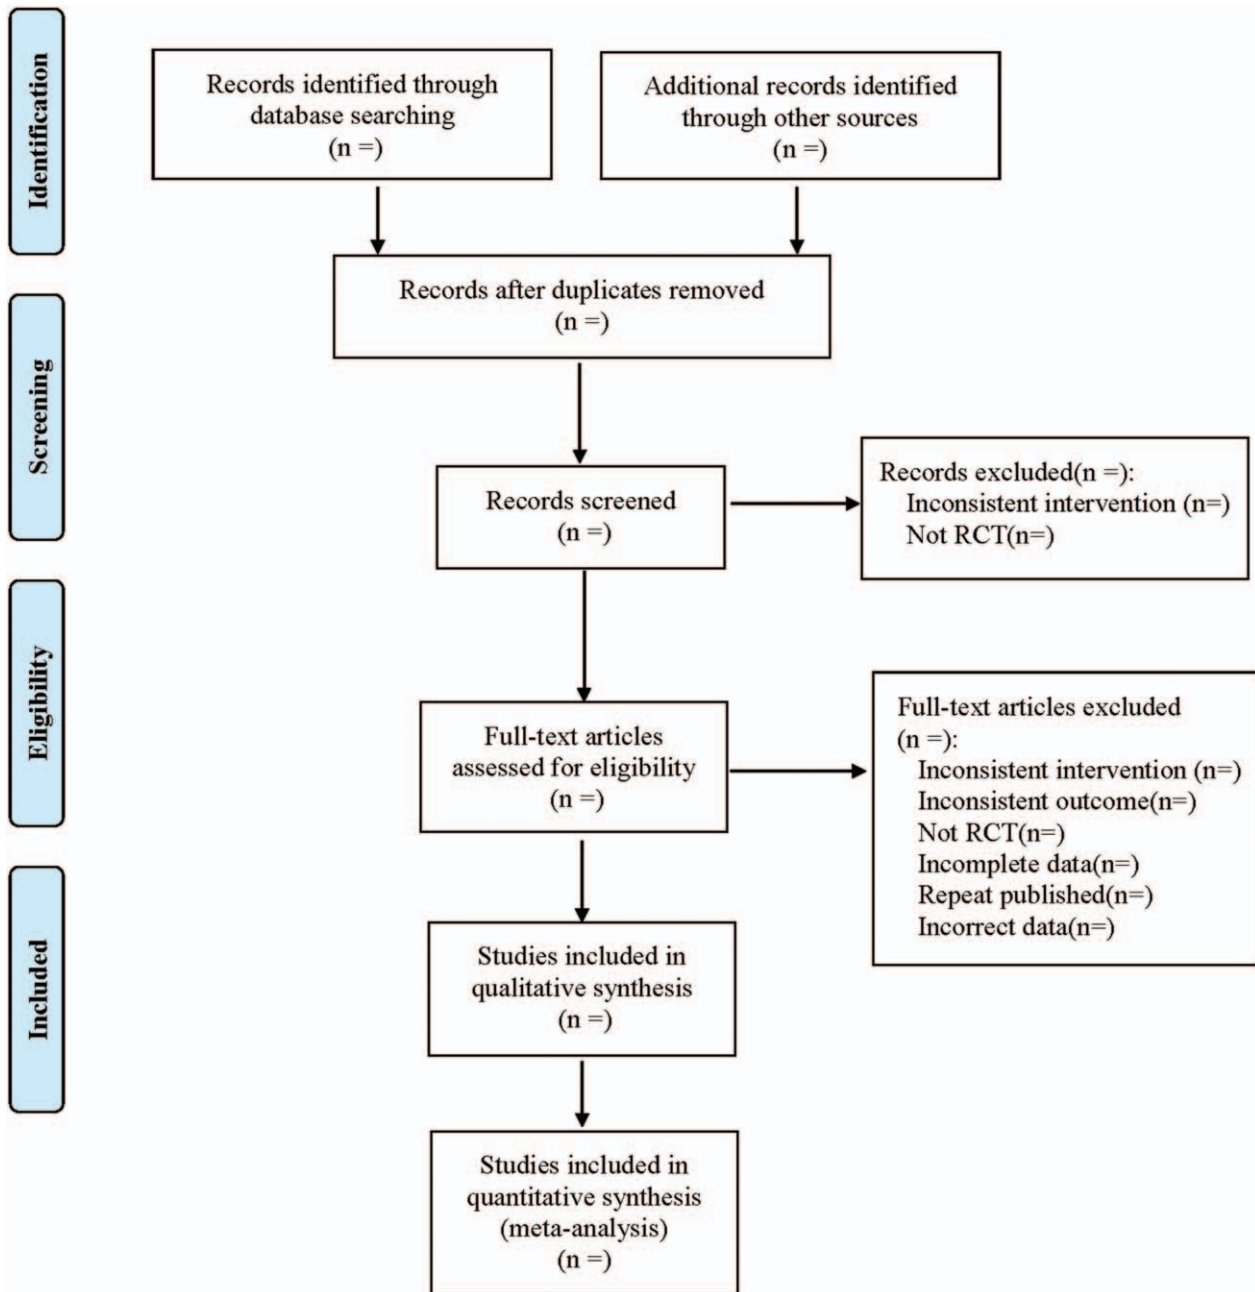 Identification
Records identified through
database searching
(n =)
Additional records identified
through other sources
(n =)
Records after duplicates removed
(n =)
Screening
Records screened
(n =)
Records excluded(n =):
Inconsistent intervention (n=)
Not RCT(n=)
Eligibility
Full-text articles
assessed for eligibility
(n =)
Full-text articles excluded
(n =):
Inconsistent intervention (n=)
Inconsistent outcome(n=)
Not RCT(n=)
Incomplete data(n=)
Repeat published(n=)
Incorrect data(n=)
Included
Studies included in
qualitative synthesis
(n =)
Studies included in
quantitative synthesis
(meta-analysis)
(n =)